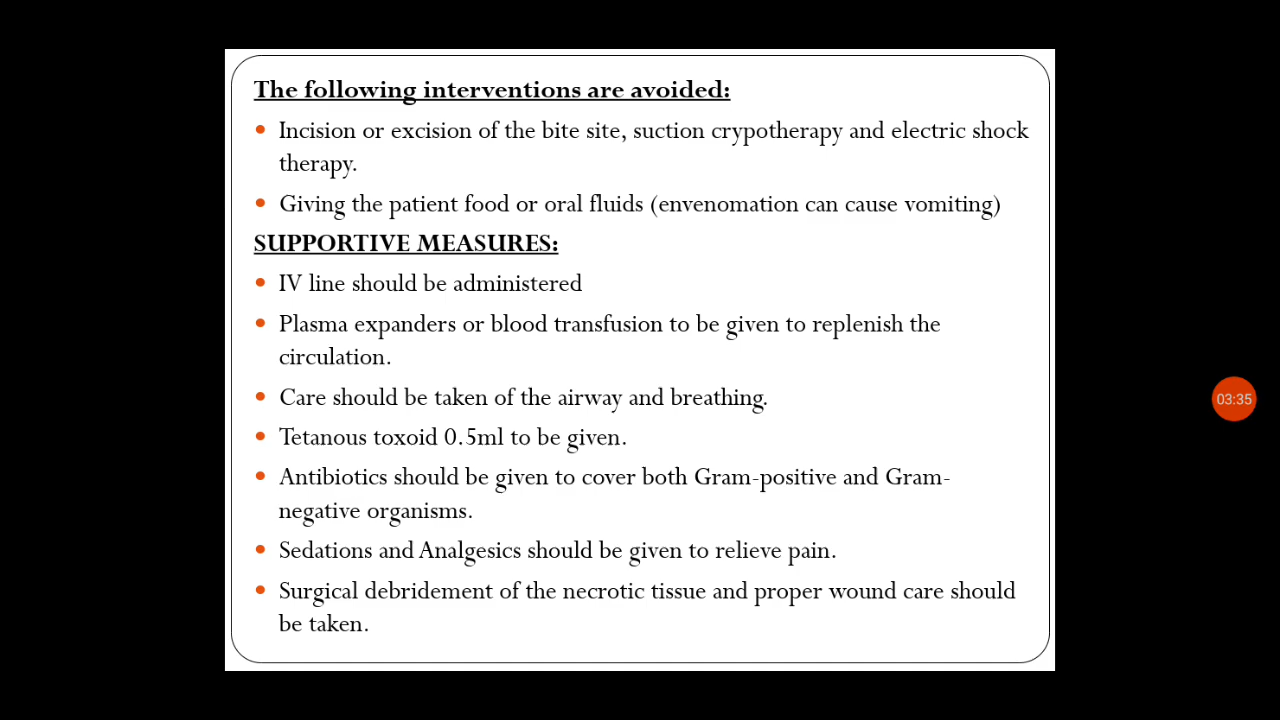 The following interventions are avoided:
• Incision or excision of the bite site, suction crypotherapy and electric shock
therapy.
• Giving the patient food or oral fluids (envenomation can cause vomiting)
SUPPORTIVE MEASURES:
• IV line should be administered
• Plasma expanders or blood transfusion to be given to replenish the
circulation.
• Care should be taken of the airway and breathing.
• Tetanous toxoid 0.5ml to be given.
• Antibiotics should be given to cover both Gram-positive and Gram-
negative organisms.
• Sedations and Analgesics should be given to relieve pain.
• Surgical debridement of the necrotic tissue and proper wound care should
be taken.
03:35